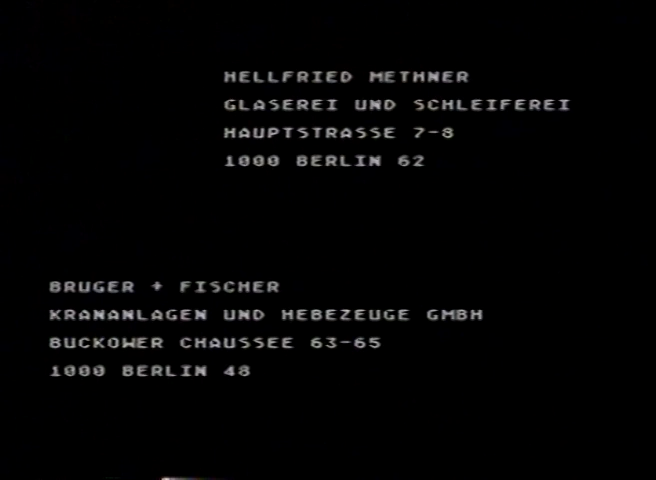 HELLFRIED METHNER
GLASEREI UND SCHLEIFEREI
HAUPTSTRASSE 7-8
1000 BERLIN 62
BRUGER + FISCHER
KRANANLAGEN UND HEBEZEUGE GMBH
BUCKOWER CHAUSSEE 63-65
1000 BERLIN 48